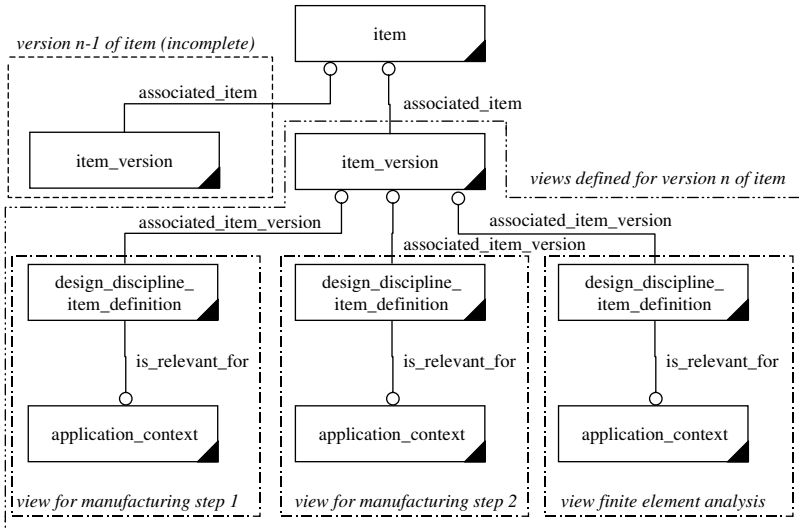 item
version n-1 of item (incomplete)
associated_item
associated_item
item_version
item_version
views defined for version n of item
associated_item_version
associated_item_version
associated_item_version
design_discipline_
item_definition
design_discipline_
item_definition
design_discipline_
item_definition
is_relevant_for
is_relevant_for
is_relevant_for
application_context
application_context
application_context
view for manufacturing step 1
view for manufacturing step 2
view finite element analysis